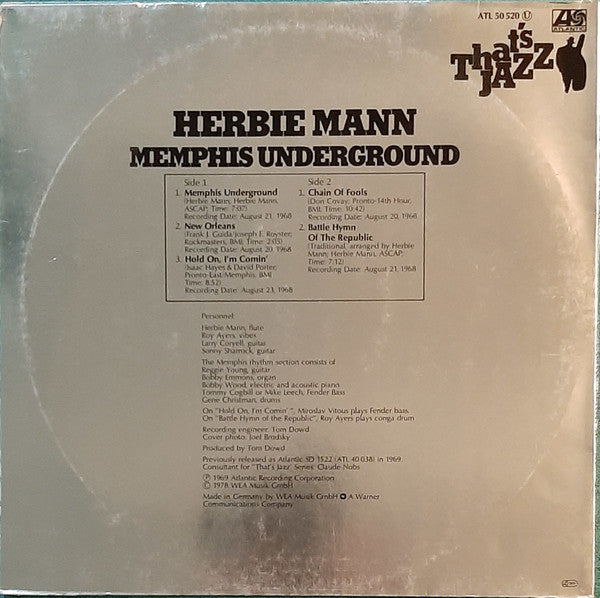 ATL 50 520 Ⓤ
ATLANTIC
That's
JAZZ
HERBIE MANN
MEMPHIS UNDERGROUND
Side 1
1. Memphis Underground
(Herbie Mann; Herbie Mann,
ASCAP; Time: 7:07)
Recording Date: August 21, 1968
2. New Orleans
(Frank J. Guida/Joseph F. Royster;
Rockmasters, BMI; Time: 2:03)
Recording Date: August 20, 1968
3. Hold On, I'm Comin'
(Isaac Hayes & David Porter;
Pronto-East/Memphis, BMI
Time: 8:52)
Recording Date: August 23, 1968
Side 2
1. Chain Of Fools
(Don Covay; Pronto-14th Hour,
BMI; Time: 10:42)
Recording Date: August 20, 1968
2. Battle Hymn
Of The Republic
(Traditional, arranged by Herbie
Mann; Herbie Mann, ASCAP;
Time: 7:12)
Recording Date: August 21, 1968
Personnel:
Herbie Mann, flute
Roy Ayers, vibes
Larry Coryell, guitar
Sonny Sharrock, guitar
The Memphis rhythm section consists of
Reggie Young, guitar
Bobby Emmons, organ
Bobby Wood, electric and acoustic piano
Tommy Cogbill or Mike Leech, Fender Bass
Gene Christman, drums
On "Hold On, I'm Comin' ", Miroslav Vitous plays Fender bass.
On "Battle Hymn of the Republic", Roy Ayers plays conga drum
Recording engineer: Tom Dowd
Cover photo: Joel Brodsky
Produced by Tom Dowd
Previously released as Atlantic SD 1522 (ATL 40 038) in 1969.
Consultant for "That's Jazz" Series: Claude Nobs
Ⓟ 1969 Atlantic Recording Corporation
Ⓒ 1978 WEA Musik GmbH
Made in Germany by WEA Musik GmbH A Warner
Communications Company